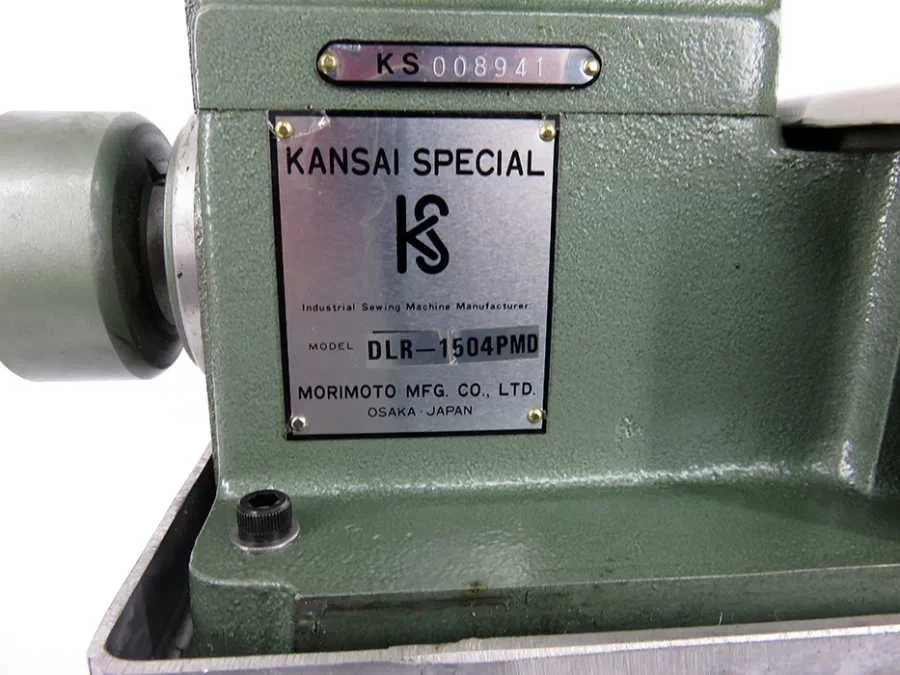 KS 008941
KANSAI SPECIAL
KS
Industrial Sewing Machine Manufacturer
MODEL DLR-1504PMD
MORIMOTO MFG. CO., LTD.
OSAKA · JAPAN